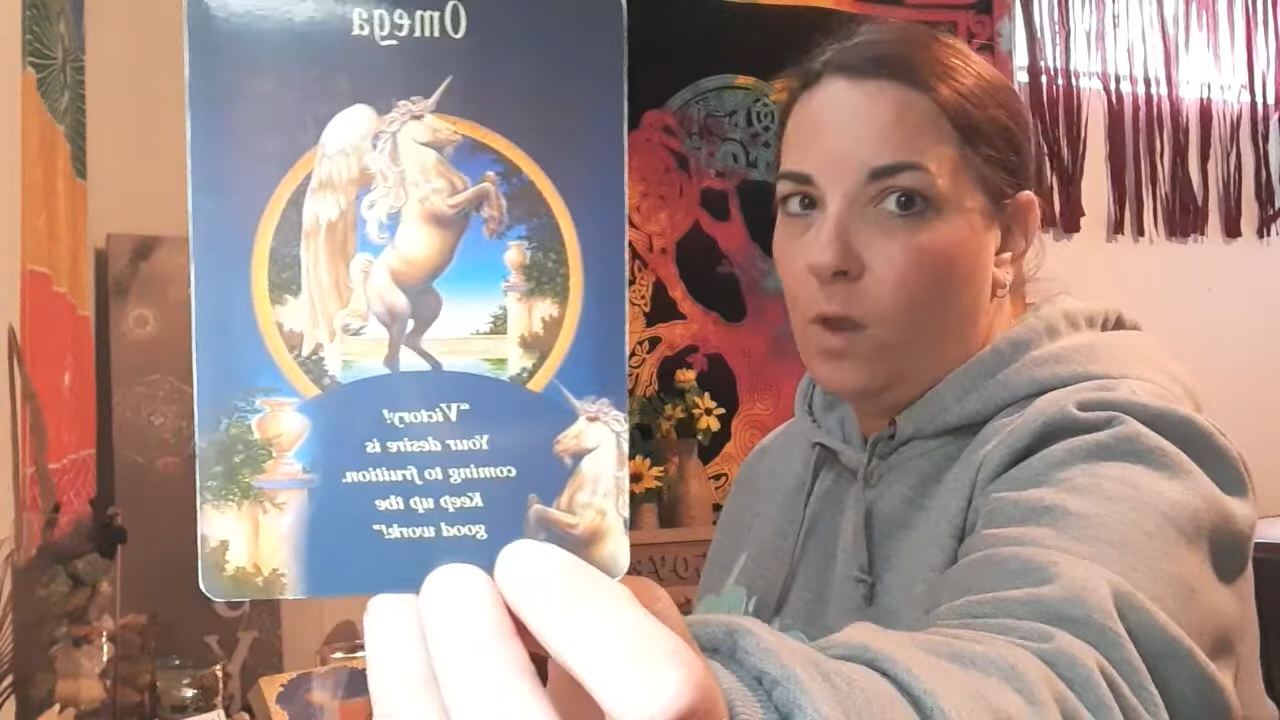 Omega
"Victory!
Your desire is
coming to fruition.
Keep up the
good work!"